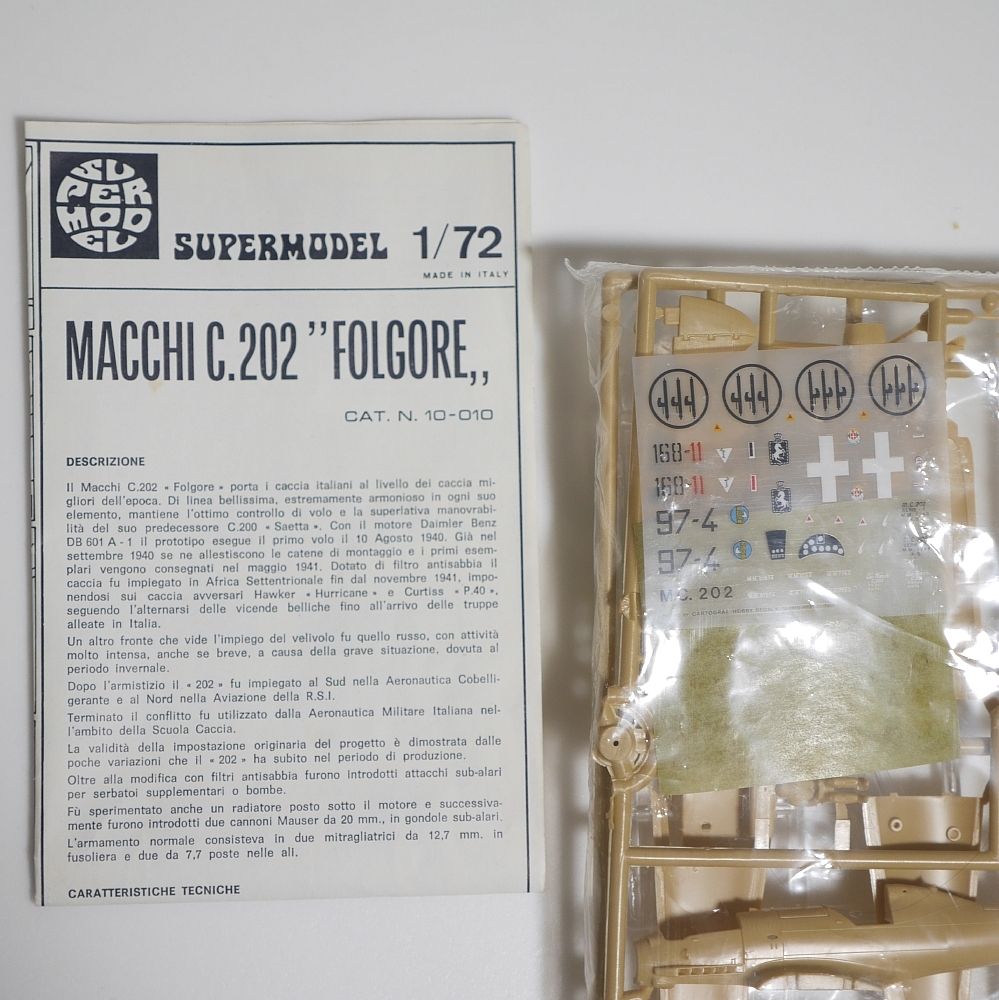 SUPERMODEL
SUPERMODEL 1/72
MADE IN ITALY
MACCHI C.202 ’’FOLGORE,,
CAT. N. 10-010
DESCRIZIONE
Il Macchi C.202 « Folgore » porta i caccia italiani al livello dei caccia mi-
gliori dell'epoca. Di linea bellissima, estremamente armonioso in ogni suo
elemento, mantiene l'ottimo controllo di volo e la superlativa manovrabi-
lità del suo predecessore C.200 « Saetta ». Con il motore Daimler Benz
DB 601 A - 1 il prototipo esegue il primo volo il 10 Agosto 1940. Già nel
settembre 1940 se ne allestiscono le catene di montaggio e i primi esem-
plari vengono consegnati nel maggio 1941. Dotato di filtro antisabbia il
caccia fu impiegato in Africa Settentrionale fin dal novembre 1941, impo-
nendosi sui caccia avversari Hawker « Hurricane » e Curtiss « P.40 »,
seguendo l'alternarsi delle vicende belliche fino all'arrivo delle truppe
alleate in Italia.
Un altro fronte che vide l'impiego del velivolo fu quello russo, con attività
molto intensa, anche se breve, a causa della grave situazione, dovuta al
periodo invernale.
Dopo l'armistizio il « 202 » fu impiegato al Sud nella Aeronautica Cobelli-
gerante e al Nord nella Aviazione della R.S.I.
Terminato il conflitto fu utilizzato dalla Aeronautica Militare Italiana nel-
l'ambito della Scuola Caccia.
La validità della impostazione originaria del progetto è dimostrata dalle
poche variazioni che il « 202 » ha subito nel periodo di produzione.
Oltre alla modifica con filtri antisabbia furono introdotti attacchi sub-alari
per serbatoi supplementari o bombe.
Fù sperimentato anche un radiatore posto sotto il motore e successiva-
mente furono introdotti due cannoni Mauser da 20 mm., in gondole sub-alari.
L'armamento normale consisteva in due mitragliatrici da 12,7 mm. in
fusoliera e due da 7,7 poste nelle ali.
CARATTERISTICHE TECNICHE
168-11
168-11
97-4
97-4
M.C. 202